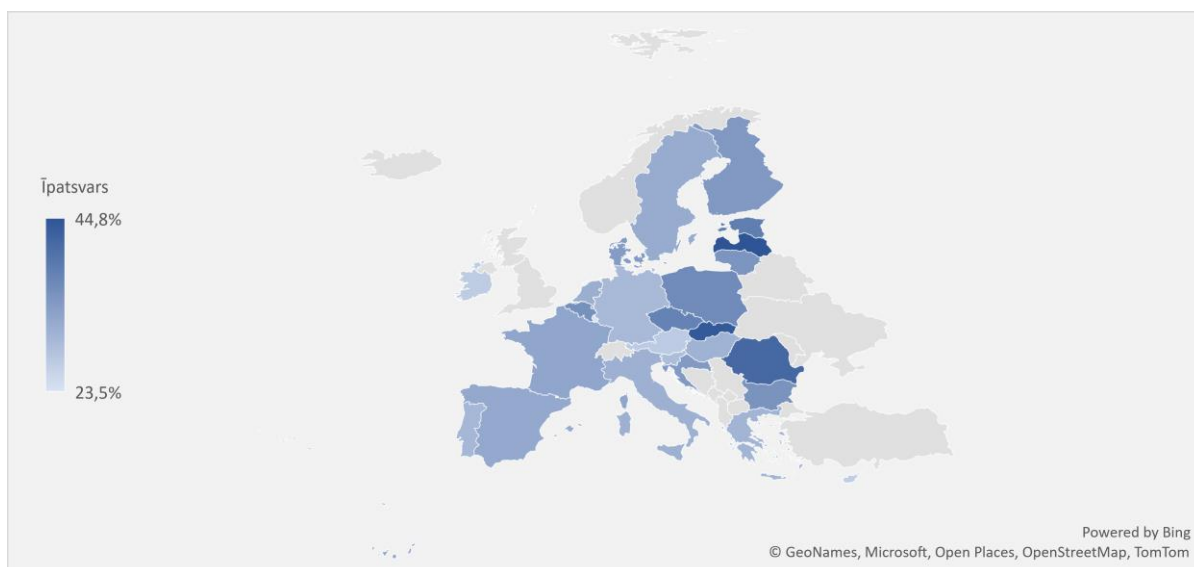 Īpatsvars
44,8%
23,5%
Powered by Bing
© GeoNames, Microsoft, Open Places, OpenStreetMap, TomTom